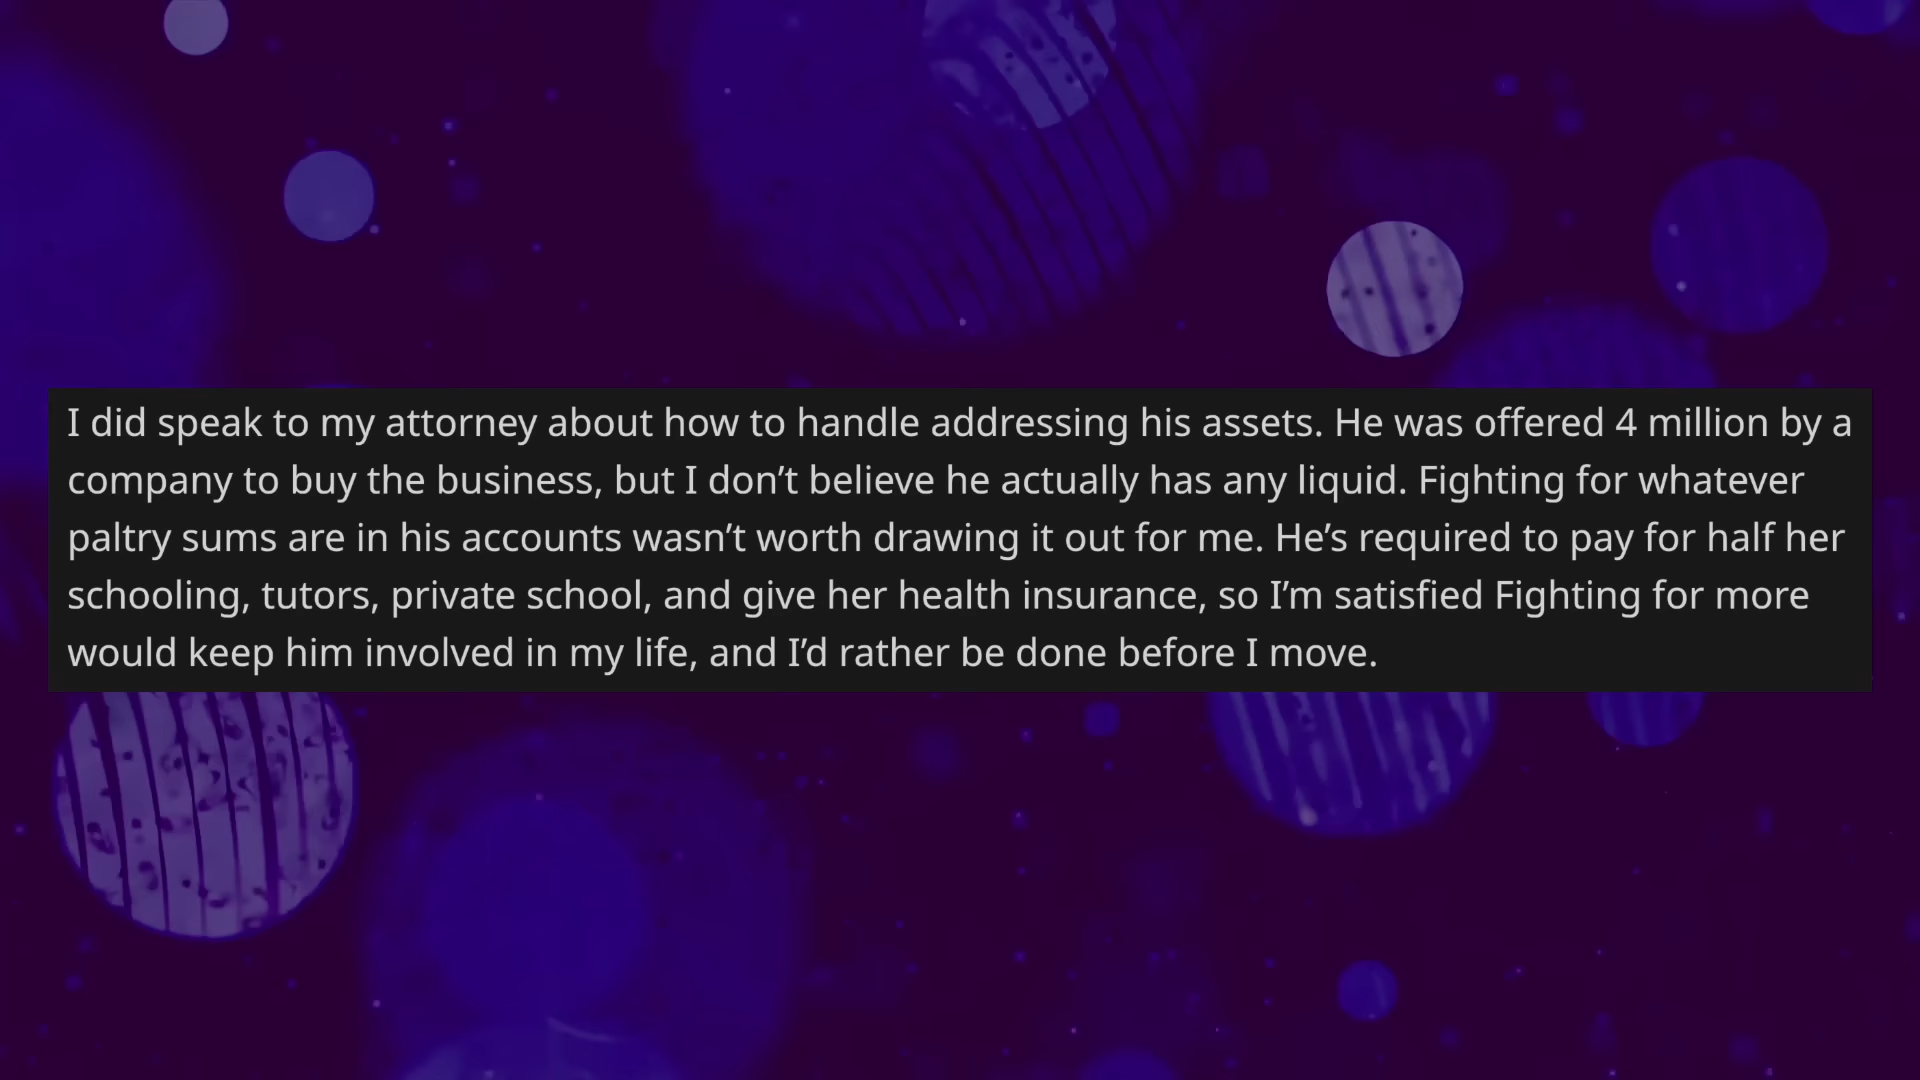 I did speak to my attorney about how to handle addressing his assets. He was offered 4 million by a
company to buy the business, but I don’t believe he actually has any liquid. Fighting for whatever
paltry sums are in his accounts wasn’t worth drawing it out for me. He’s required to pay for half her
schooling, tutors, private school, and give her health insurance, so I’m satisfied Fighting for more
would keep him involved in my life, and I’d rather be done before I move.